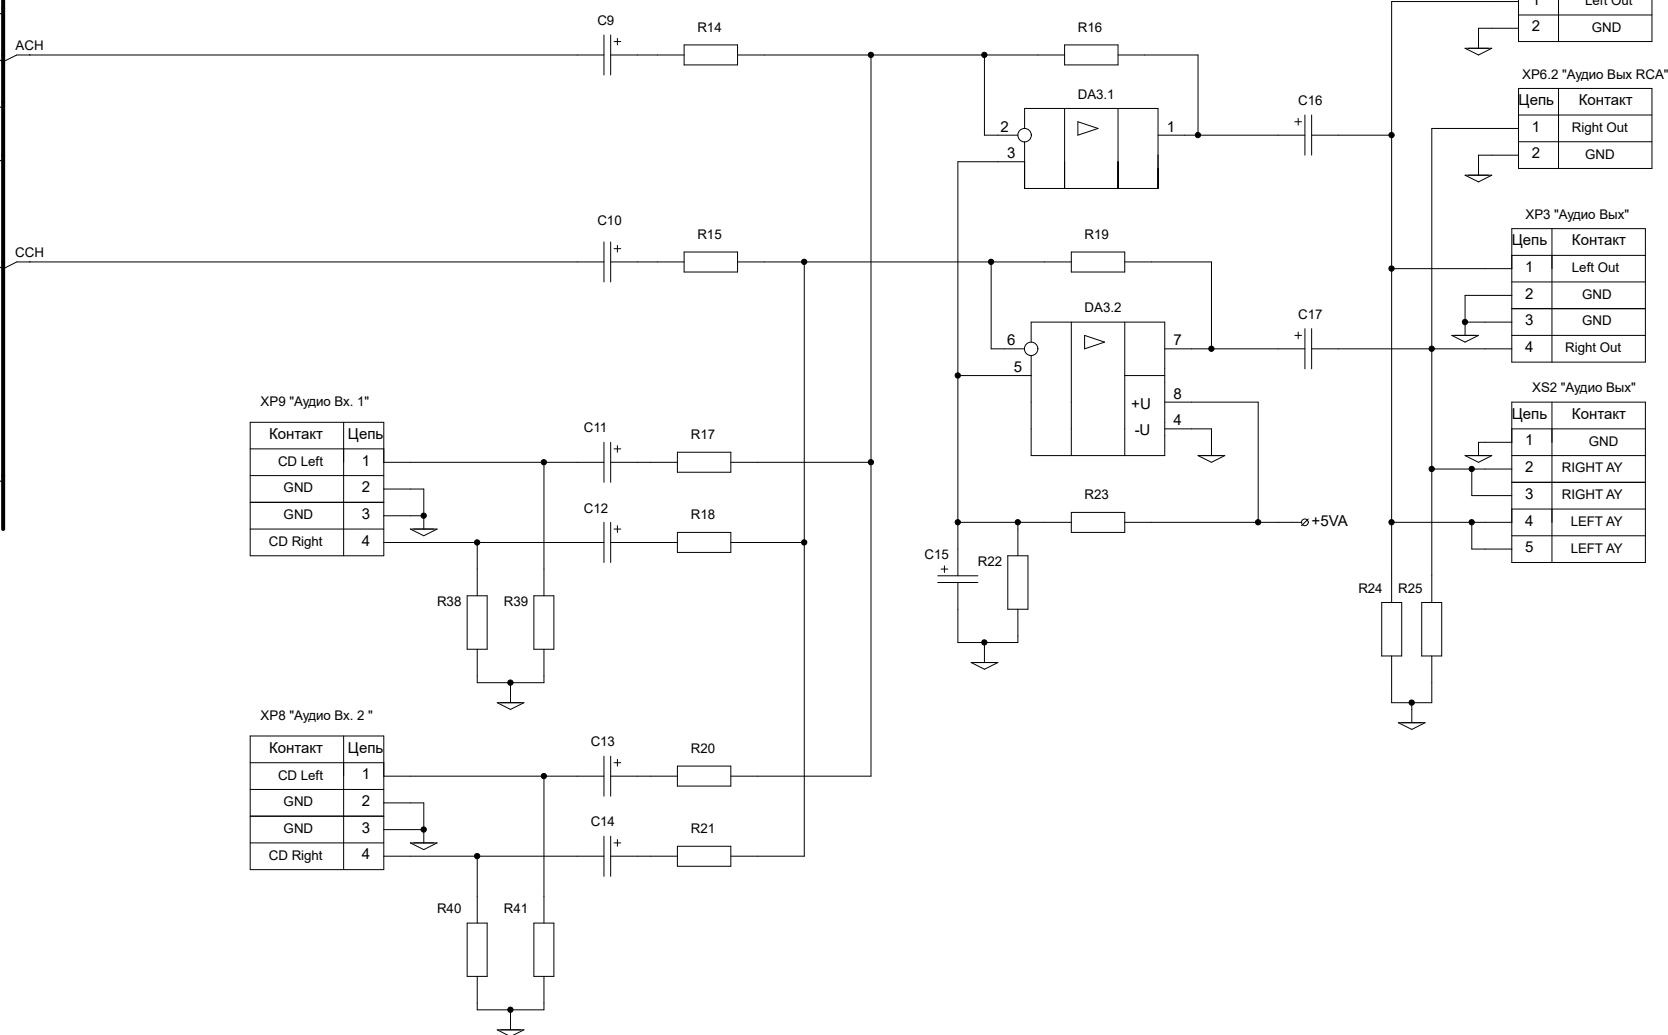 1 Left Out
2 GND
C9
+
R14
R16
ACH
XP6.2 "Аудио Вых RCA"
Цепь Контакт
1 Right Out
2 GND
DA3.1
2
3
1
C16
+
C10
+
R15
R19
CCH
XP3 "Аудио Вых"
Цепь Контакт
1 Left Out
2 GND
3 GND
4 Right Out
DA3.2
6
5
7
8
4
+U
-U
C17
+
XS2 "Аудио Вых"
Цепь Контакт
1 GND
2 RIGHT AY
3 RIGHT AY
4 LEFT AY
5 LEFT AY
XP9 "Аудио Вх. 1"
Контакт Цепь
CD Left 1
GND 2
GND 3
CD Right 4
C11
+
R17
C12
+
R18
R23
+5VA
C15
+
R22
R38
R39
R24
R25
XP8 "Аудио Вх. 2 "
Контакт Цепь
CD Left 1
GND 2
GND 3
CD Right 4
C13
+
R20
C14
+
R21
R40
R41